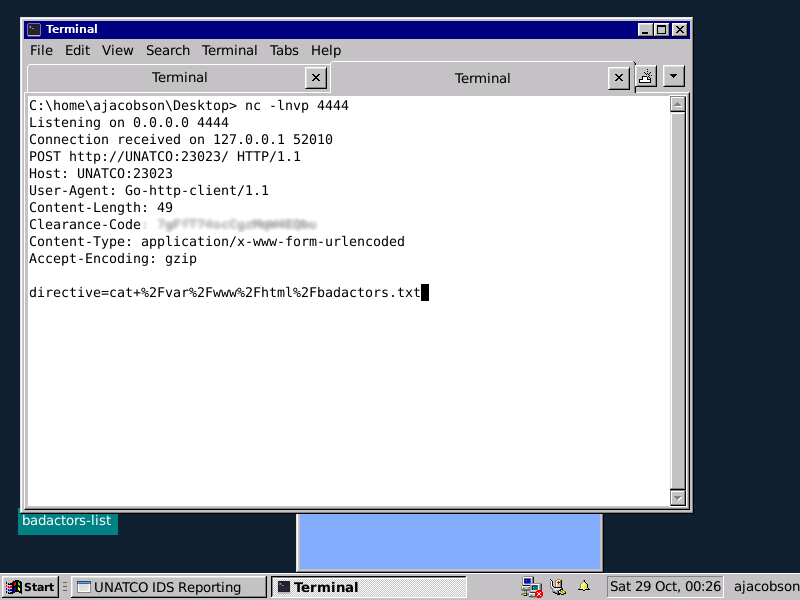 Terminal
File Edit View Search Terminal Tabs Help
Terminal Terminal
C:\home\ajacobson\Desktop> nc -lnvp 4444
Listening on 0.0.0.0 4444
Connection received on 127.0.0.1 52010
POST http://UNATCO:23023/ HTTP/1.1
Host: UNATCO:23023
User-Agent: Go-http-client/1.1
Content-Length: 49
Clearance-Code:
Content-Type: application/x-www-form-urlencoded
Accept-Encoding: gzip
directive=cat+%2Fvar%2Fwww%2Fhtml%2Fbadactors.txt
badactors-list
Start UNATCO IDS Reporting Terminal Sat 29 Oct, 00:26 ajacobson